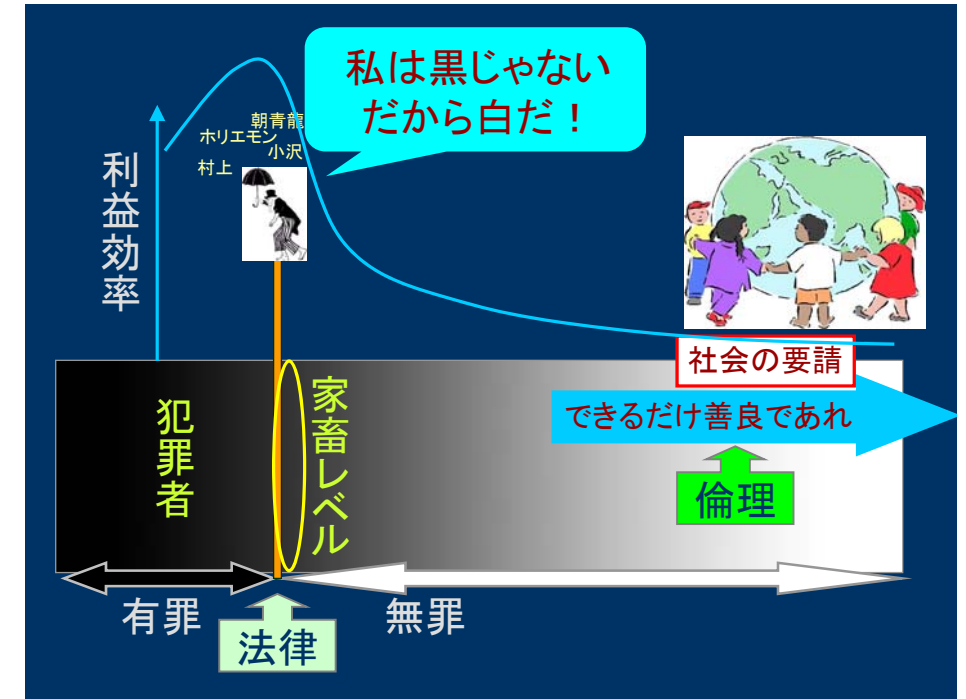 私は黒じゃない
だから白だ！
朝青龍
ホリエモン
小沢
村上
利益効率
社会の要請
できるだけ善良であれ
犯罪者
家畜レベル
倫理
有罪
無罪
法律